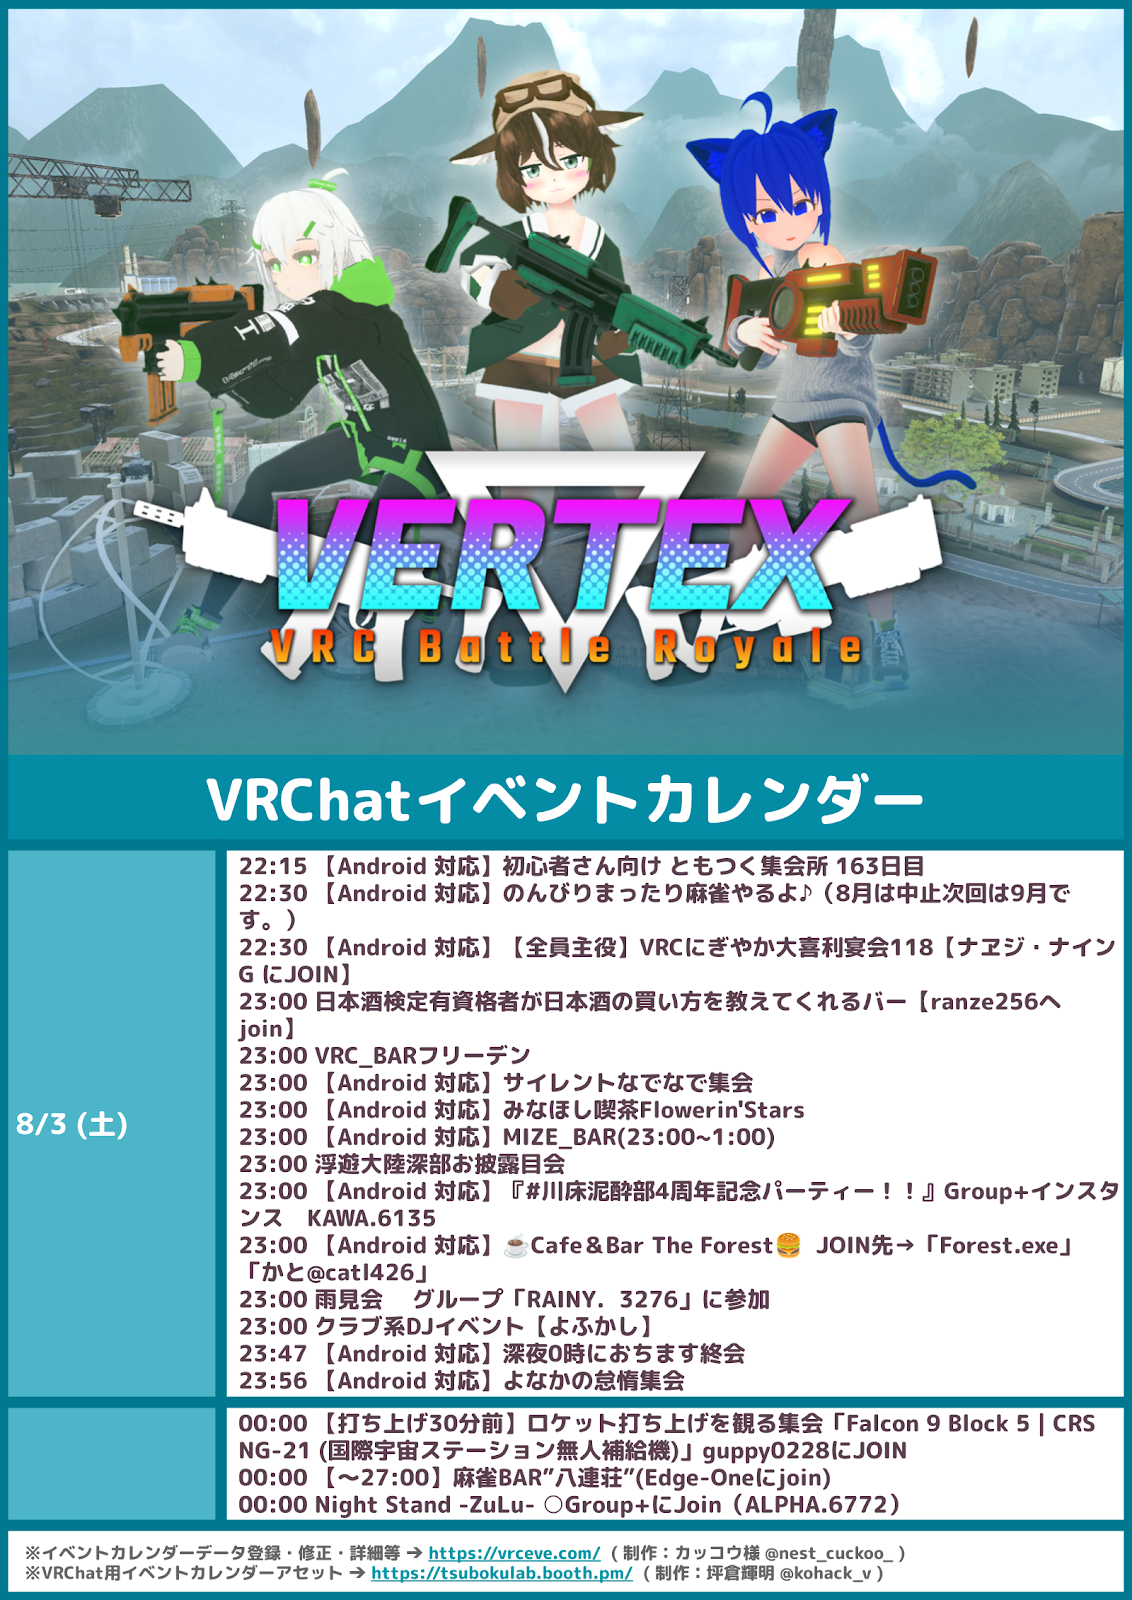 VERTEX
VRC Battle Royale
VRChatイベントカレンダー
8/3 (土)
22:15 【Android 対応】初心者さん向け ともつく集会所 163日目
22:30 【Android 対応】のんびりまったり麻雀やるよ♪（8月は中止次回は9月で
す。）
22:30 【Android 対応】【全員主役】VRCにぎやか大喜利宴会118【ナヱジ・ナイン
G にJOIN】
23:00 日本酒検定有資格者が日本酒の買い方を教えてくれるバー【ranze256へ
join】
23:00 VRC_BARフリーデン
23:00 【Android 対応】サイレントなでなで集会
23:00 【Android 対応】みなほし喫茶Flowerin'Stars
23:00 【Android 対応】MIZE_BAR(23:00~1:00)
23:00 浮遊大陸深部お披露目会
23:00 【Android 対応】『#川床泥酔部4周年記念パーティー！！』Group+インスタ
ンス　KAWA.6135
23:00 【Android 対応】☕Cafe＆Bar The Forest🍔 JOIN先→「Forest.exe」
「かと@catl426」
23:00 雨見会　グループ「RAINY．3276」に参加
23:00 クラブ系DJイベント【よふかし】
23:47 【Android 対応】深夜0時におちます終会
23:56 【Android 対応】よなかの怠惰集会
00:00 【打ち上げ30分前】ロケット打ち上げを観る集会「Falcon 9 Block 5 | CRS
NG-21 (国際宇宙ステーション無人補給機)」guppy0228にJOIN
00:00 【～27:00】麻雀BAR”八連荘”(Edge-Oneにjoin)
00:00 Night Stand -ZuLu- ○Group+にJoin（ALPHA.6772）
※イベントカレンダーデータ登録・修正・詳細等 → https://vrceve.com/ ( 制作：カッコウ様 @nest_cuckoo_ )
※VRChat用イベントカレンダーアセット → https://tsubokulab.booth.pm/ ( 制作：坪倉輝明 @kohack_v )